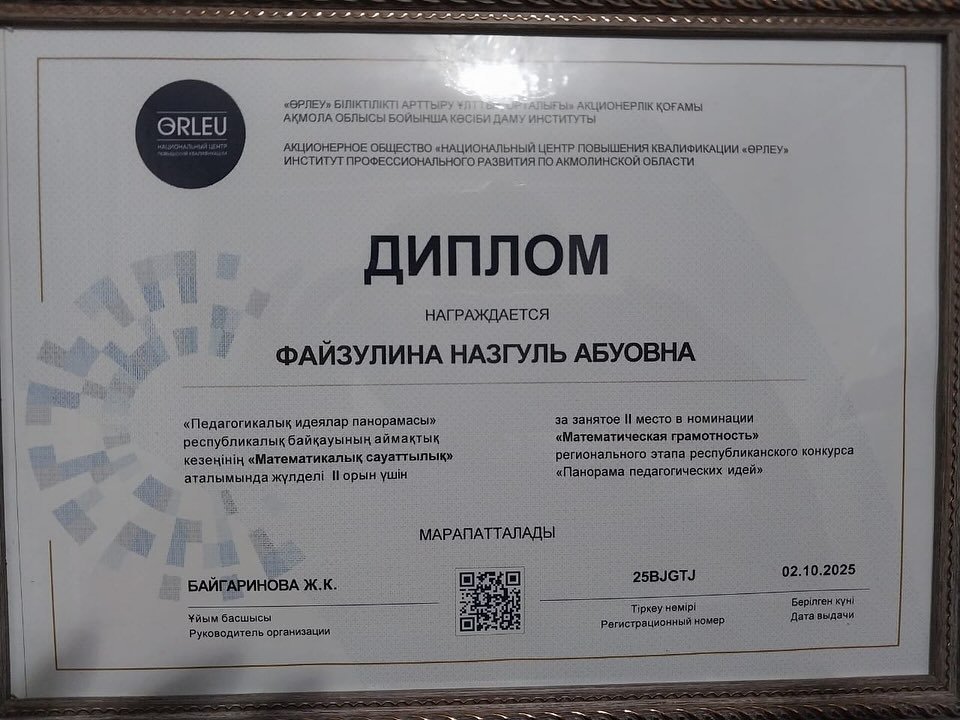 ӨRLEU
НАЦИОНАЛЬНЫЙ ЦЕНТР
ПОВЫШЕНИЯ КВАЛИФИКАЦИИ
«ӨРЛЕУ» БІЛІКТІЛІКТІ АРТТЫРУ ҰЛТТЫҚ ОРТАЛЫҒЫ» АКЦИОНЕРЛІК ҚОҒАМЫ
АҚМОЛА ОБЛЫСЫ БОЙЫНША КӘСІБИ ДАМУ ИНСТИТУТЫ
АКЦИОНЕРНОЕ ОБЩЕСТВО «НАЦИОНАЛЬНЫЙ ЦЕНТР ПОВЫШЕНИЯ КВАЛИФИКАЦИИ «ӨРЛЕУ»
ИНСТИТУТ ПРОФЕССИОНАЛЬНОГО РАЗВИТИЯ ПО АКМОЛИНСКОЙ ОБЛАСТИ
ДИПЛОМ
НАГРАЖДАЕТСЯ
ФАЙЗУЛИНА НАЗГУЛЬ АБУОВНА
«Педагогикалық идеялар панорамасы»
республикалық байқауының аймақтық
кезеңінің «Математикалық сауаттылық»
аталымында жүлделі II орын үшін
за занятое II место в номинации
«Математическая грамотность»
регионального этапа республиканского конкурса
«Панорама педагогических идей»
МАРАПАТТАЛАДЫ
БАЙГАРИНОВА Ж.К.
Ұйым басшысы
Руководитель организации
25BJGTJ
Тіркеу немірі
Регистрационный номер
02.10.2025
Берілген күні
Дата выдачи